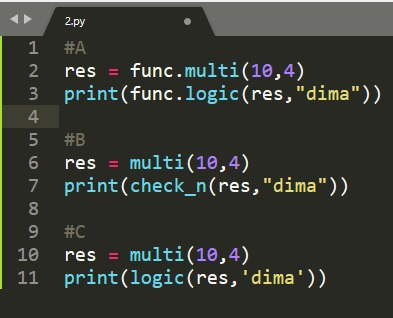 2.py
1 #A
2 res = func.multi(10,4)
3 print(func.logic(res,"dima"))
4
5 #B
6 res = multi(10,4)
7 print(check_n(res,"dima"))
8
9 #C
10 res = multi(10,4)
11 print(logic(res,'dima'))